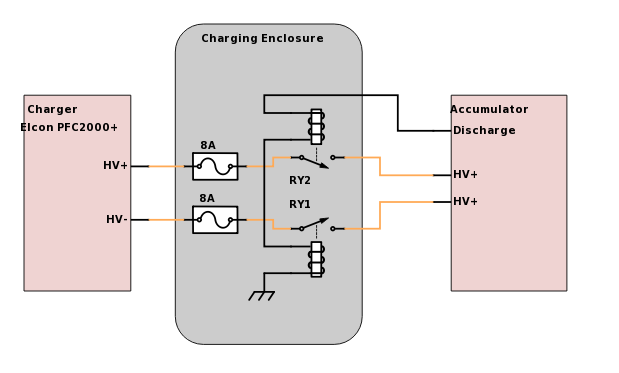 Charging Enclosure
Charger
Elcon PFC2000+
HV+
HV-
8A
8A
RY2
RY1
Accumulator
Discharge
HV+
HV+